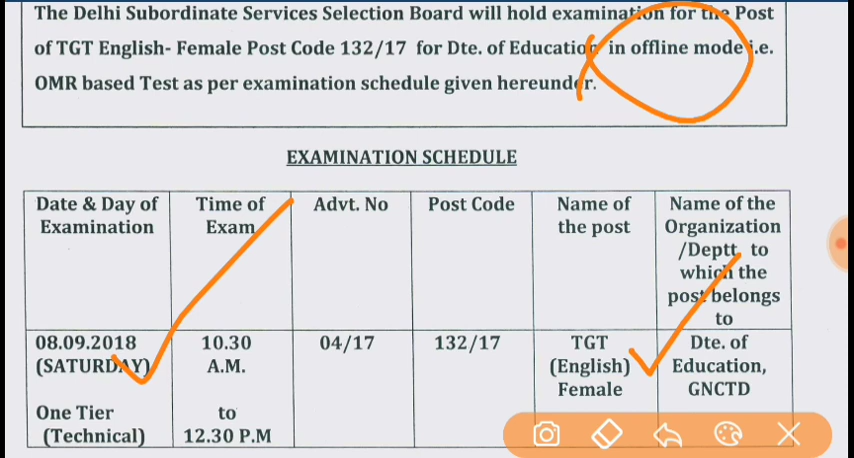 The Delhi Subordinate Services Selection Board will hold examination for the Post
of TGT English- Female Post Code 132/17 for Dte. of Education in offline mode i.e.
OMR based Test as per examination schedule given hereunder.
EXAMINATION SCHEDULE
Date & Day of
Examination
Time of
Exam
Advt. No
Post Code
Name of
the post
Name of the
Organization
/Deptt. to
which the
post belongs
to
08.09.2018
(SATURDAY)
One Tier
(Technical)
10.30
A.M.
to
12.30 P.M
04/17
132/17
TGT
(English)
Female
Dte. of
Education,
GNCTD